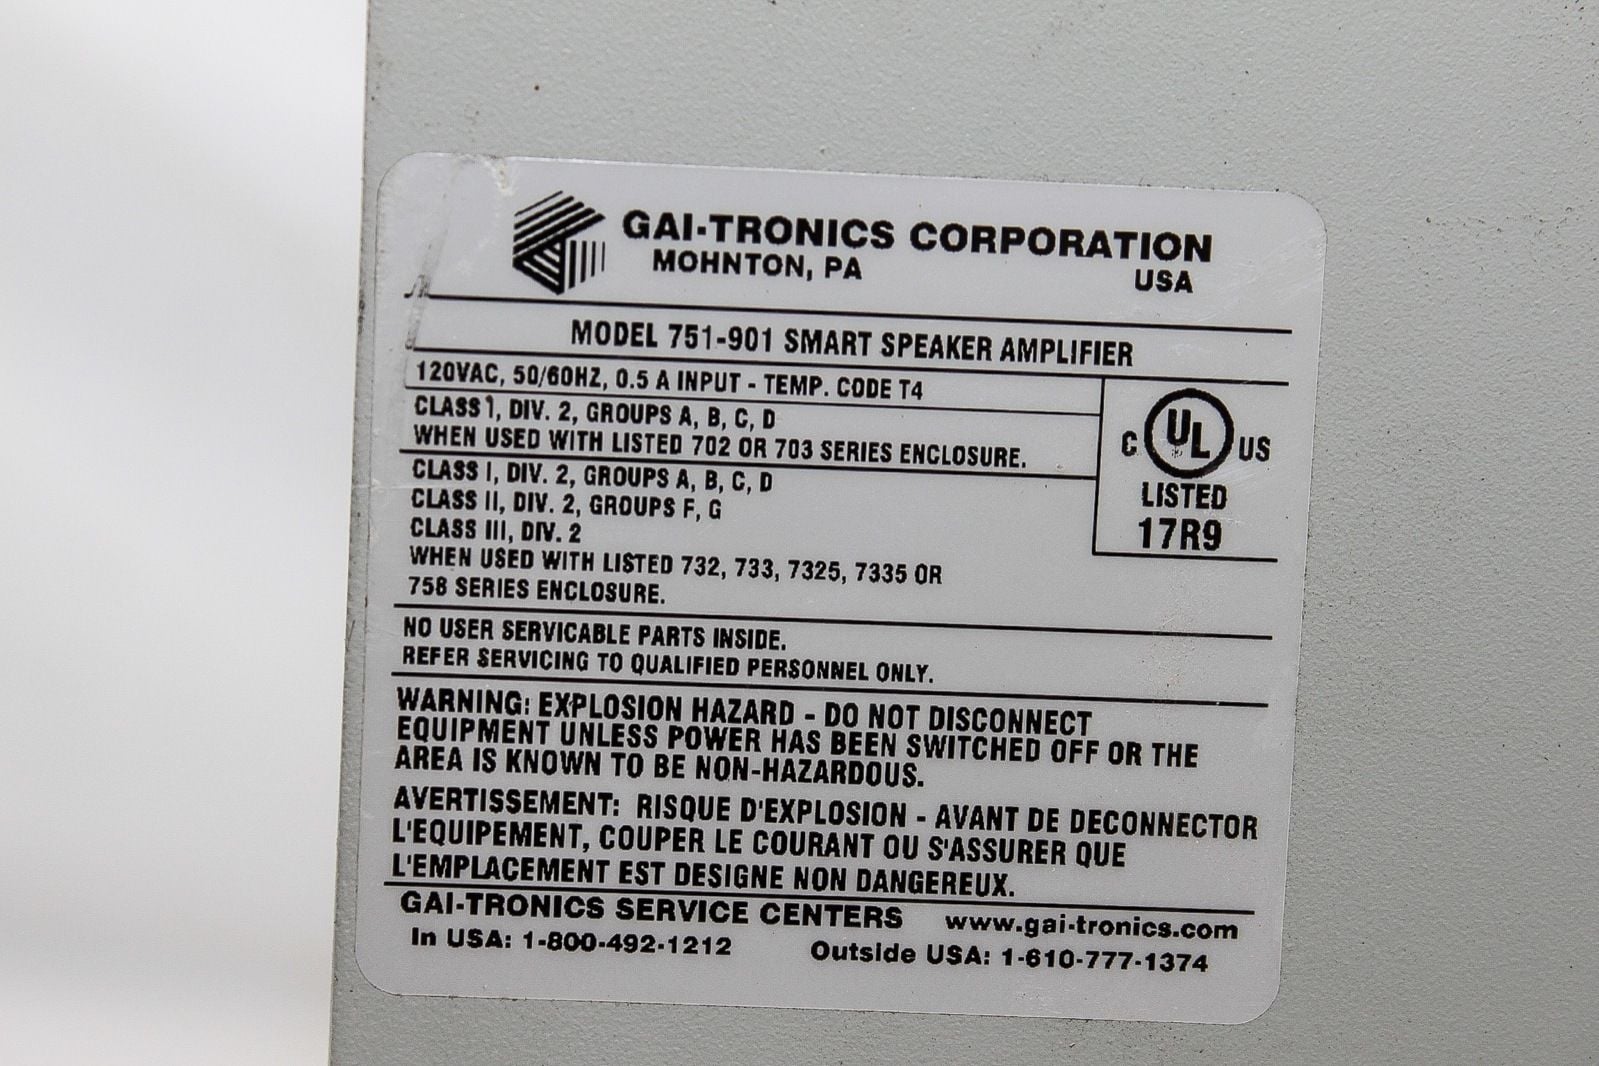 GAI-TRONICS CORPORATION
MOHNTON, PA USA
MODEL 751-901 SMART SPEAKER AMPLIFIER
120VAC, 50/60HZ, 0.5 A INPUT - TEMP. CODE T4
CLASS I, DIV. 2, GROUPS A, B, C, D
WHEN USED WITH LISTED 702 OR 703 SERIES ENCLOSURE.
C UL US
LISTED
17R9
CLASS I, DIV. 2, GROUPS A, B, C, D
CLASS II, DIV. 2, GROUPS F, G
CLASS III, DIV. 2
WHEN USED WITH LISTED 732, 733, 7325, 7335 OR
758 SERIES ENCLOSURE.
NO USER SERVICABLE PARTS INSIDE.
REFER SERVICING TO QUALIFIED PERSONNEL ONLY.
WARNING: EXPLOSION HAZARD - DO NOT DISCONNECT
EQUIPMENT UNLESS POWER HAS BEEN SWITCHED OFF OR THE
AREA IS KNOWN TO BE NON-HAZARDOUS.
AVERTISSEMENT: RISQUE D'EXPLOSION - AVANT DE DECONNECTOR
L'EQUIPEMENT, COUPER LE COURANT OU S'ASSURER QUE
L'EMPLACEMENT EST DESIGNE NON DANGEREUX.
GAI-TRONICS SERVICE CENTERS www.gai-tronics.com
In USA: 1-800-492-1212 Outside USA: 1-610-777-1374